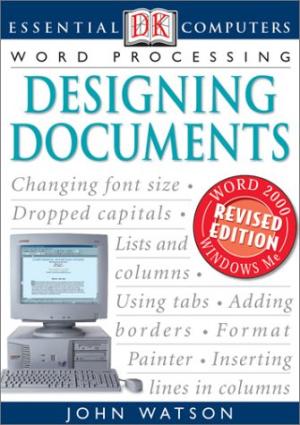 ESSENTIAL DK COMPUTERS
WORD PROCESSING
DESIGNING
DOCUMENTS
Changing font size •
Dropped capitals •
Lists and
columns •
Using tabs • Adding
borders • Format
Painter • Inserting
lines in columns
WORD 2000
REVISED
EDITION
WINDOWS Me
JOHN WATSON